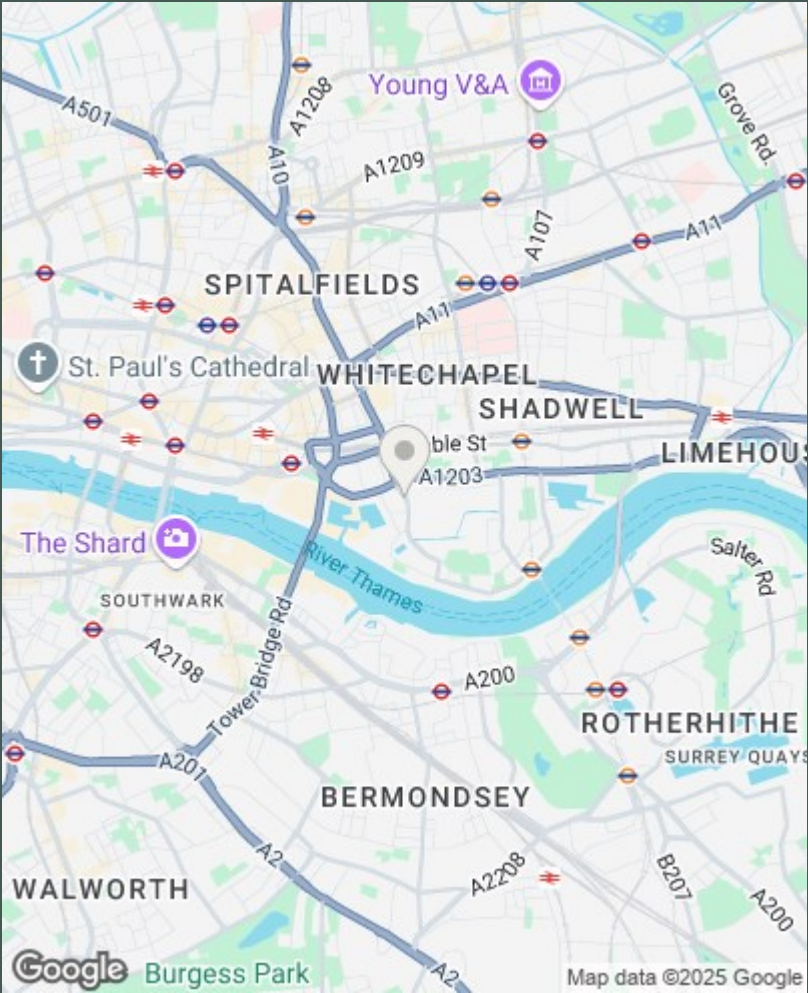 Young V&A
A1208
A501
Grove Rd.
A10
A1209
A107
A11
SPITALFIELDS
A11
St. Paul's Cathedral
WHITECHAPEL
SHADWELL
ble St
LIMEHOUS
A1203
The Shard
River Thames
Salter Rd
SOUTHWARK
A2198
Tower Bridge Rd
A200
ROTHERHITHE
SURREY QUAYS
A201
BERMONDSEY
A2
A2208
B207
WALWORTH
A200
Google
Burgess Park
A2
Map data ©2025 Google